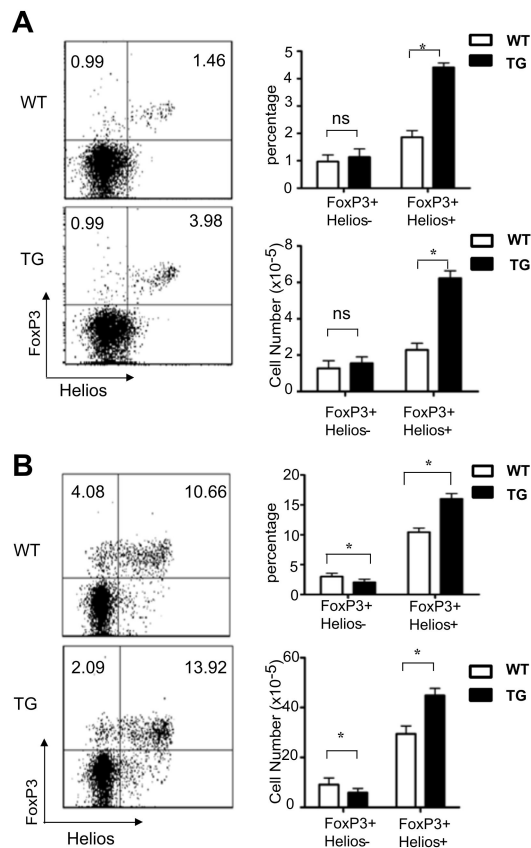 A
WT
0.99 1.46
TG
0.99 3.98
FoxP3
Helios
percentage
5
4
3
2
1
0
ns
*
WT
TG
FoxP3+ FoxP3+
Helios- Helios+
Cell Number (x10-5)
8
6
4
2
0
ns
*
WT
TG
FoxP3+ FoxP3+
Helios- Helios+
B
WT
4.08 10.66
TG
2.09 13.92
FoxP3
Helios
percentage
20
15
10
5
0
*
*
WT
TG
FoxP3+ FoxP3+
Helios- Helios+
Cell Number (x10-5)
60
40
20
0
*
*
WT
TG
FoxP3+ FoxP3+
Helios- Helios+